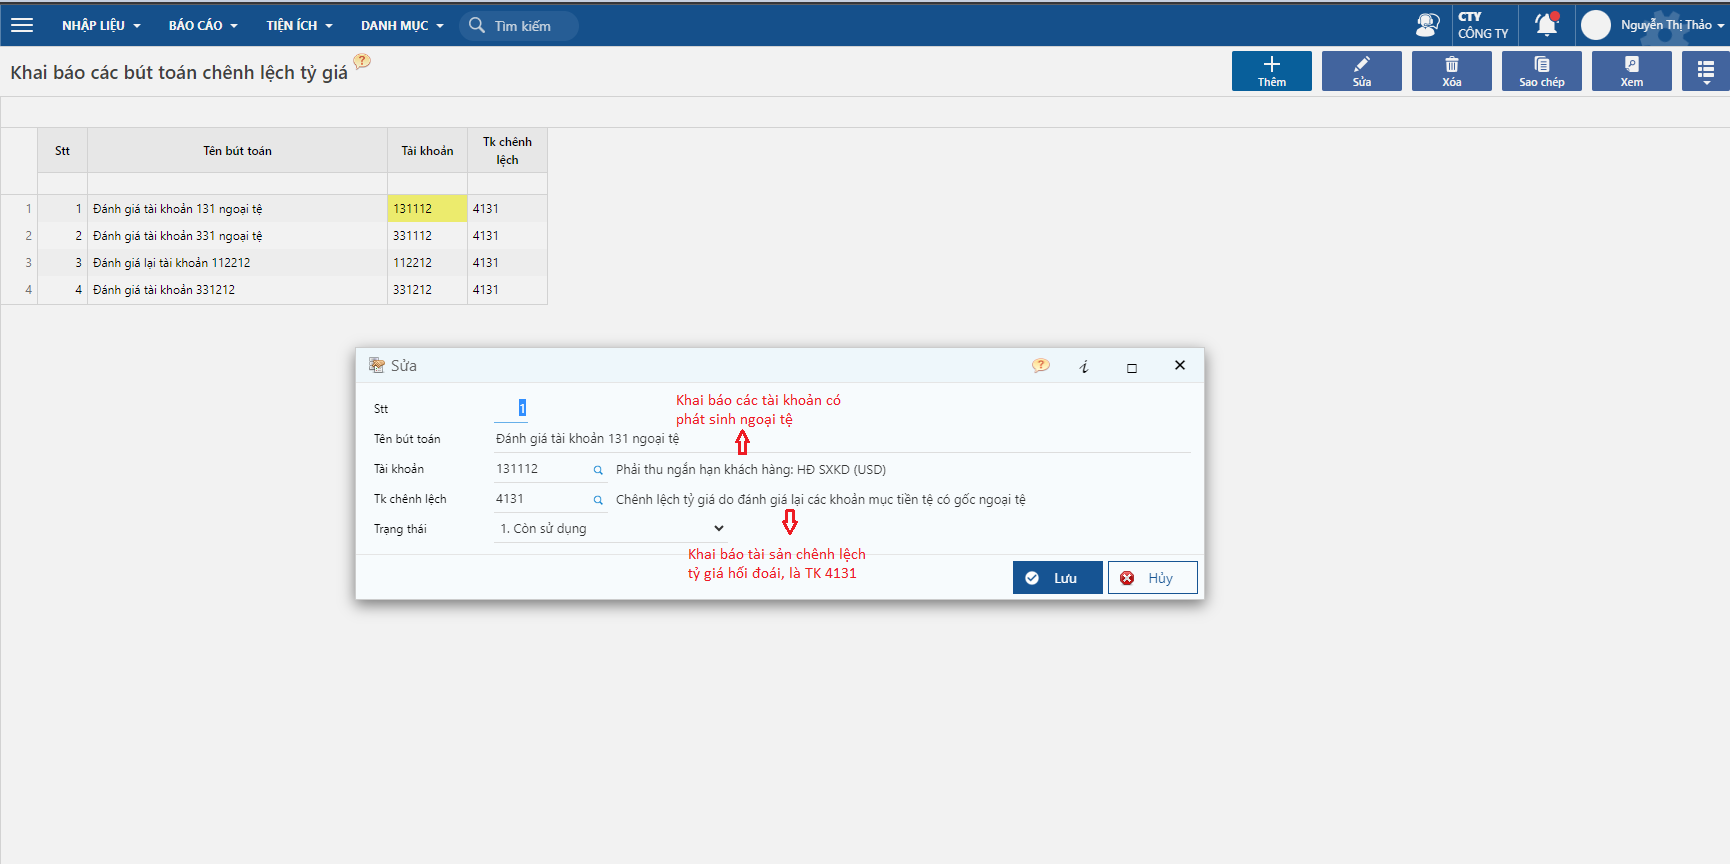 NHẬP LIỆU BÁO CÁO TIỆN ÍCH DANH MỤC Tìm kiếm
CTY
CÔNG TY
Nguyễn Thị Thảo
Khai báo các bút toán chênh lệch tỷ giá
Thêm Sửa Xóa Sao chép Xem
Stt Tên bút toán Tài khoản Tk chênh
lệch
1 1 Đánh giá tài khoản 131 ngoại tệ 131112 4131
2 2 Đánh giá tài khoản 331 ngoại tệ 331112 4131
3 3 Đánh giá lại tài khoản 112212 112212 4131
4 4 Đánh giá tài khoản 331212 331212 4131
Sửa
Khai báo các tài khoản có
phát sinh ngoại tệ
Stt 1
Tên bút toán Đánh giá tài khoản 131 ngoại tệ
Tài khoản 131112 Phải thu ngắn hạn khách hàng: HĐ SXKD (USD)
Tk chênh lệch 4131 Chênh lệch tỷ giá do đánh giá lại các khoản mục tiền tệ có gốc ngoại tệ
Trạng thái 1. Còn sử dụng
Khai báo tài sản chênh lệch
tỷ giá hối đoái, là TK 4131
Lưu Hủy